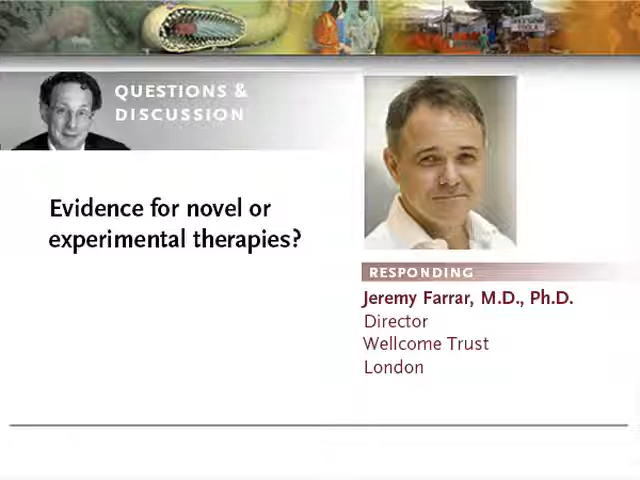 QUESTIONS &
DISCUSSION
Evidence for novel or
experimental therapies?
RESPONDING
Jeremy Farrar, M.D., Ph.D.
Director
Wellcome Trust
London